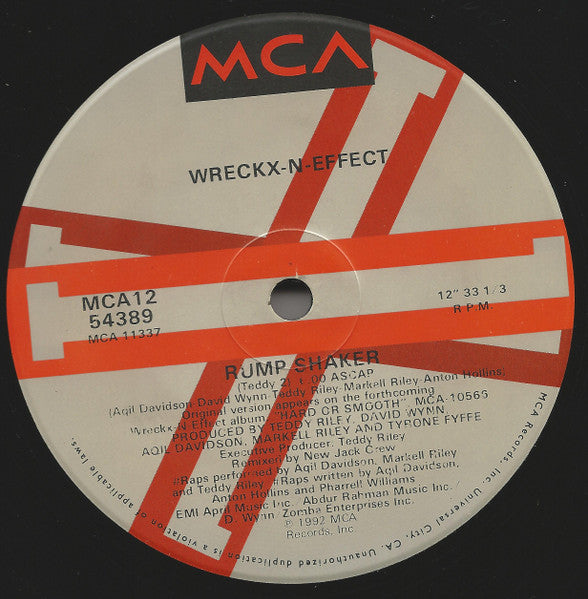 MCA
WRECKX-N-EFFECT
MCA12
54389
MCA 11337
12" 33 1/3
R.P.M.
RUMP SHAKER
(Teddy 2) :00 ASCAP
(Aqil Davidson-David Wynn-Teddy Riley-Markell Riley-Anton Hollins)
Original version appears on the forthcoming
Wreckx-N-Effect album "HARD OR SMOOTH", MCA-10566
PRODUCED BY TEDDY RILEY, DAVID WYNN,
AQIL DAVIDSON, MARKELL RILEY AND TYRONE FYFFE
Executive Producer: Teddy Riley
Remixed by New Jack Crew
#Raps performed by Aqil Davidson, Markell Riley
and Teddy Riley #Raps written by Aqil Davidson,
Anton Hollins and Pharrell Williams
EMI April Music Inc./ Abdur Rahman Music Inc./
D. Wynn/ Zomba Enterprises Inc.
℗ 1992 MCA
Records, Inc.
MCA Records, Inc. Universal City, CA. Unauthorized duplication is a violation of applicable laws.